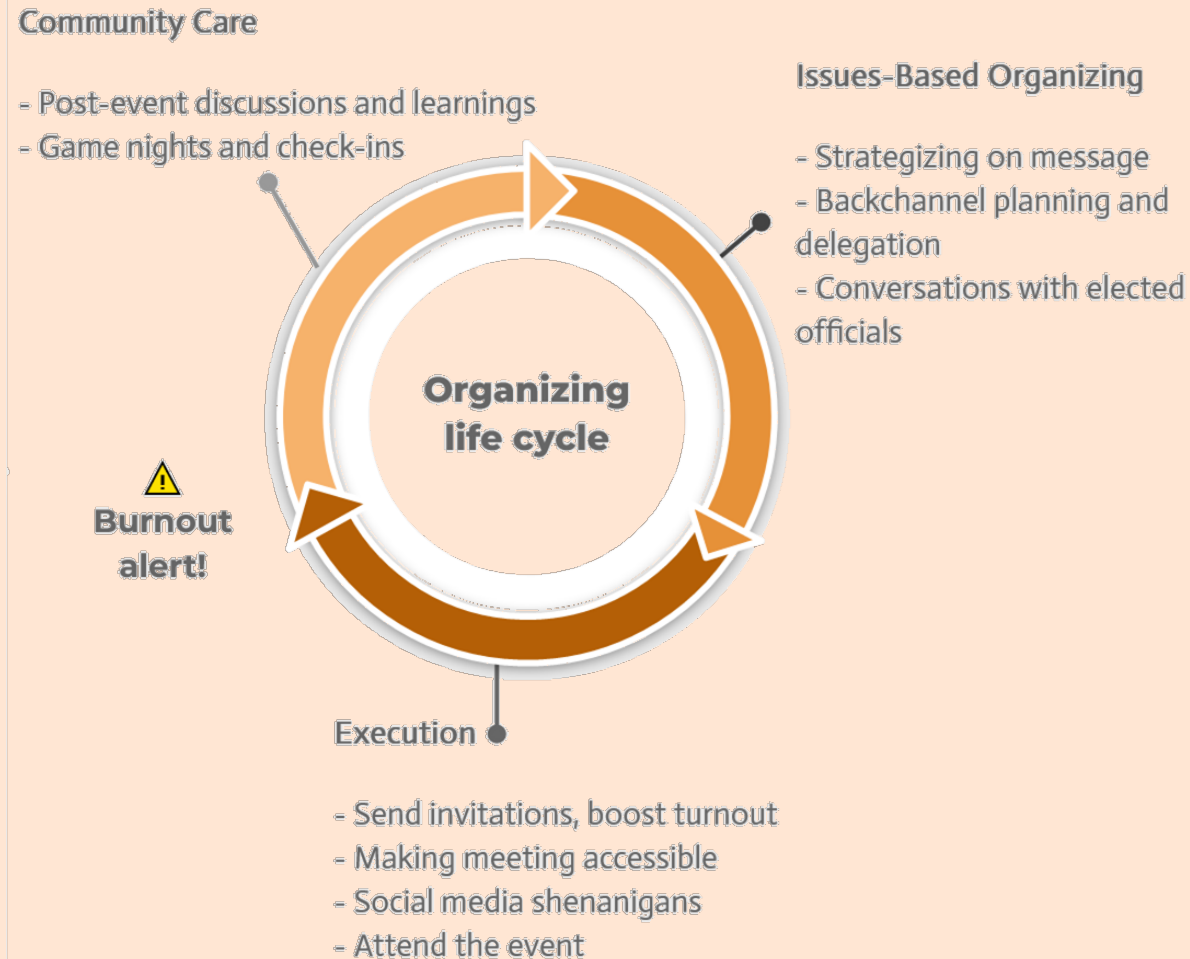 Community Care
- Post-event discussions and learnings
- Game nights and check-ins
Issues-Based Organizing
- Strategizing on message
- Backchannel planning and
delegation
- Conversations with elected
officials
Organizing
life cycle
!
Burnout
alert!
Execution
- Send invitations, boost turnout
- Making meeting accessible
- Social media shenanigans
- Attend the event